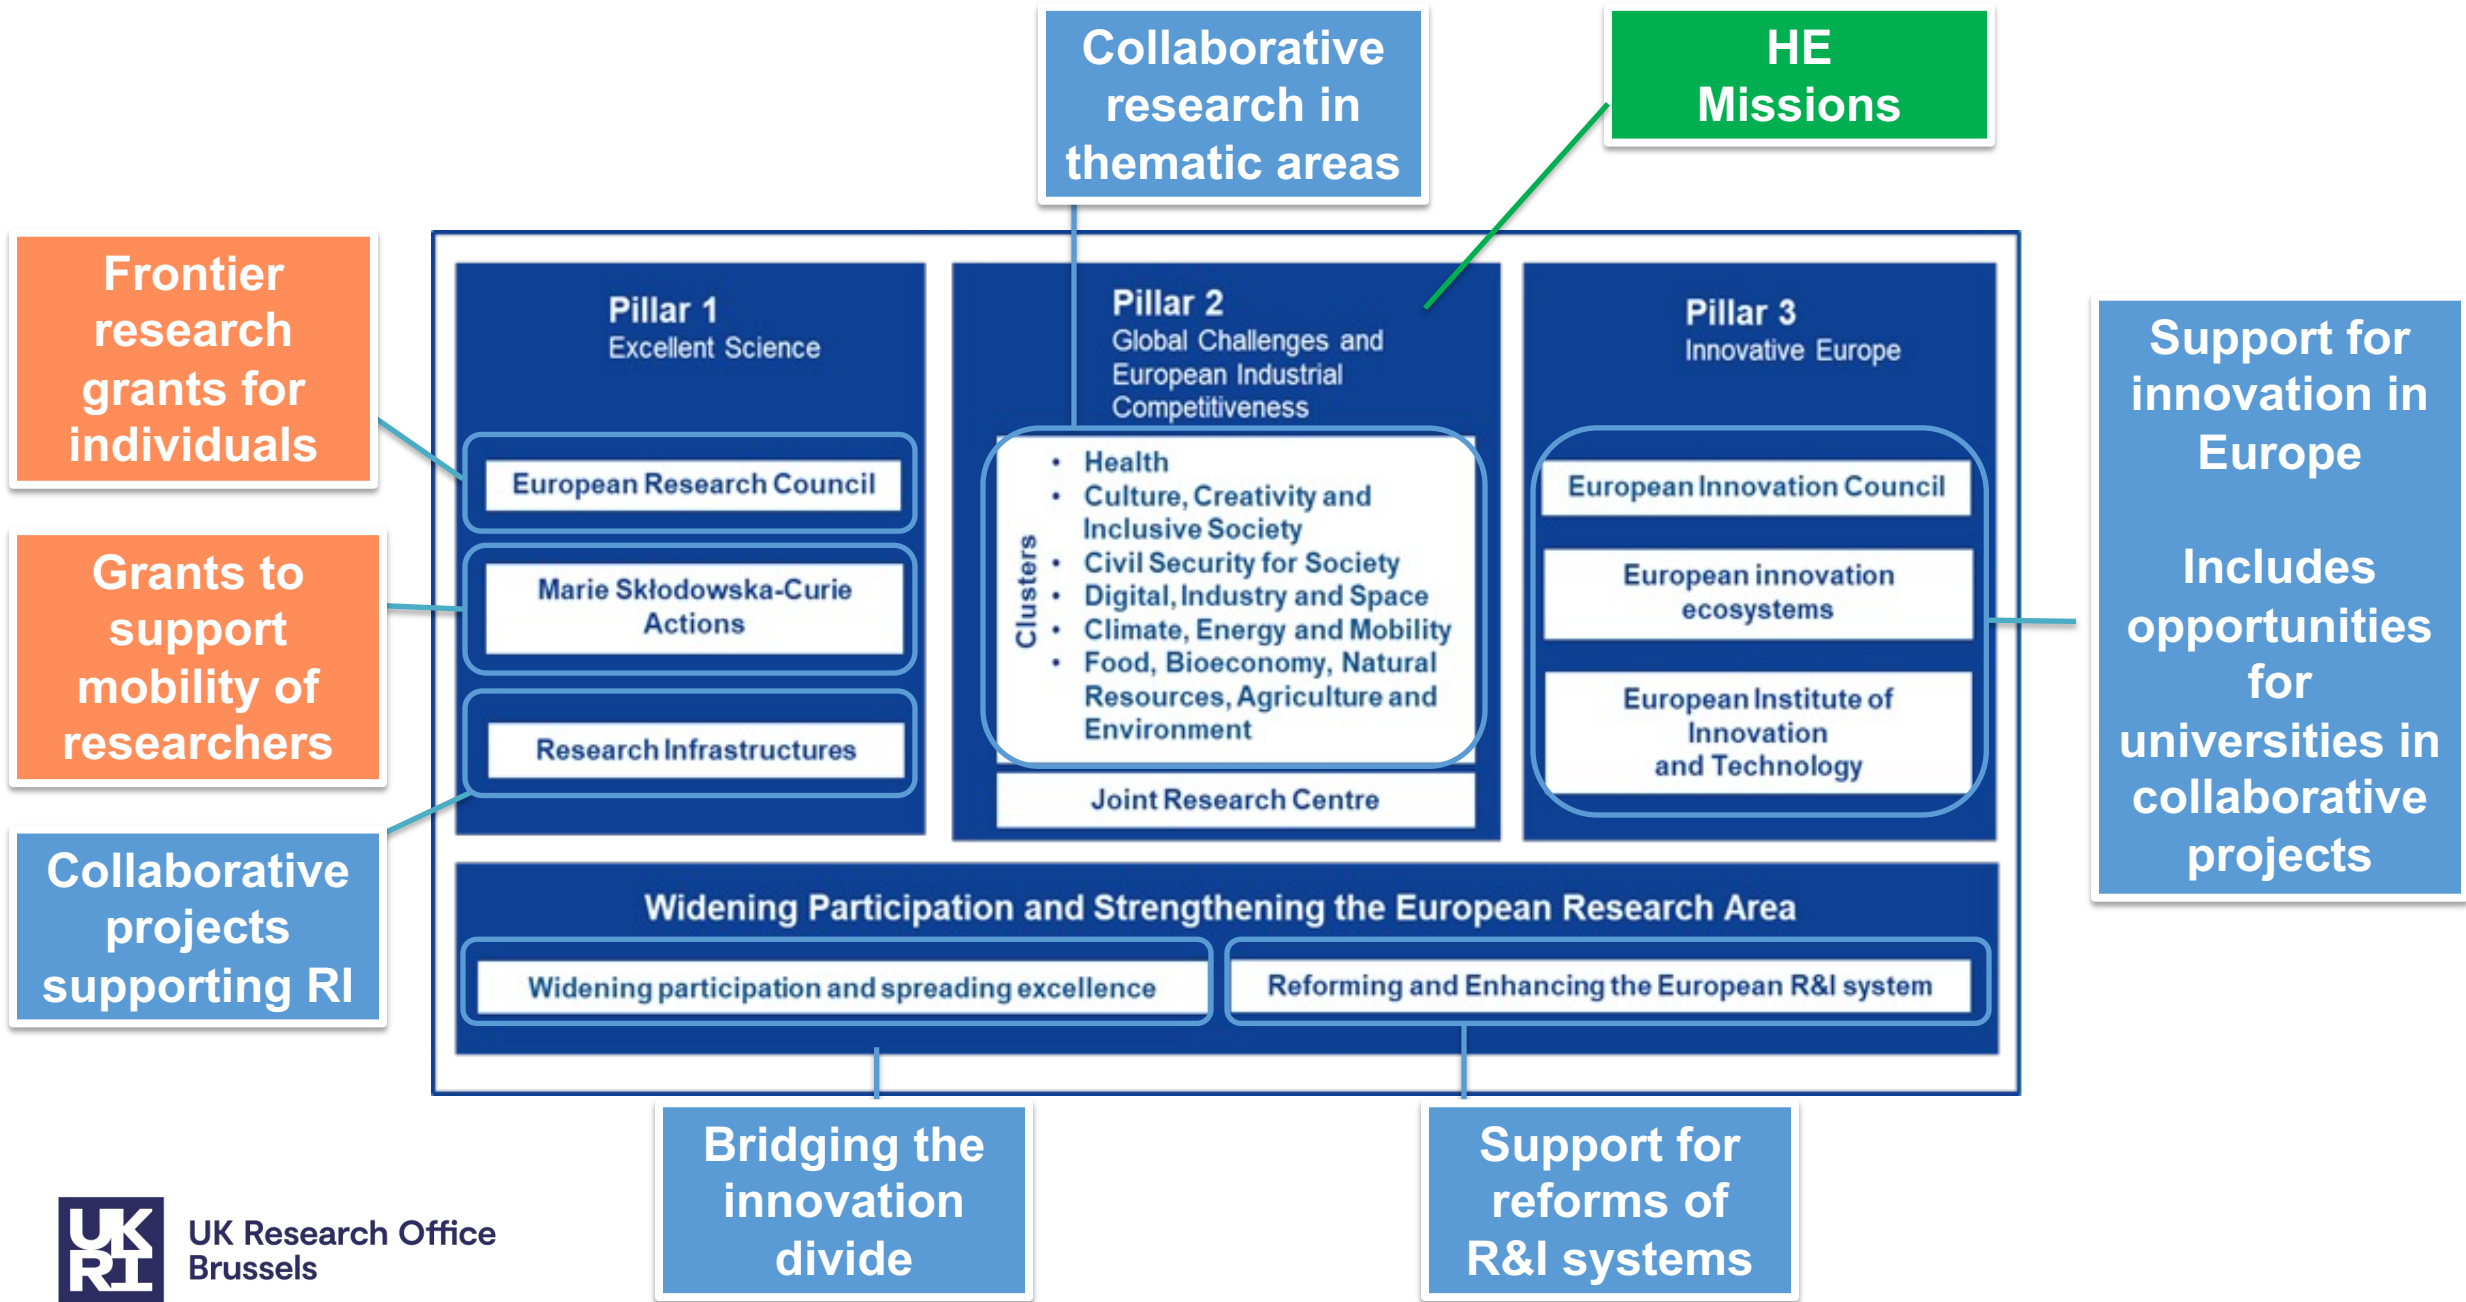 Collaborative
research in
thematic areas
HE
Missions
Frontier
research
grants for
individuals
Grants to
support
mobility of
researchers
Collaborative
projects
supporting RI
Pillar 1
Excellent Science
European Research Council
Marie Skłodowska-Curie
Actions
Research Infrastructures
Pillar 2
Global Challenges and
European Industrial
Competitiveness
Clusters
• Health
• Culture, Creativity and
Inclusive Society
• Civil Security for Society
• Digital, Industry and Space
• Climate, Energy and Mobility
• Food, Bioeconomy, Natural
Resources, Agriculture and
Environment
Joint Research Centre
Pillar 3
Innovative Europe
European Innovation Council
European innovation
ecosystems
European Institute of
Innovation
and Technology
Support for
innovation in
Europe
Includes
opportunities
for
universities in
collaborative
projects
Widening Participation and Strengthening the European Research Area
Widening participation and spreading excellence
Reforming and Enhancing the European R&I system
Bridging the
innovation
divide
Support for
reforms of
R&I systems
UK
RI
UK Research Office
Brussels